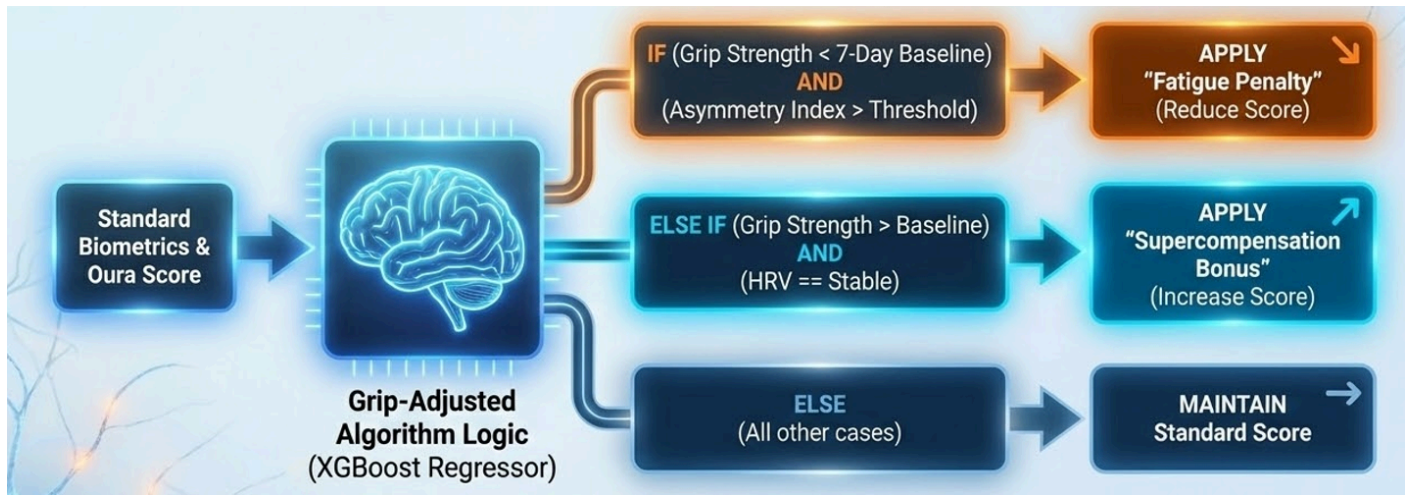 Standard
Biometrics &
Oura Score
Grip-Adjusted
Algorithm Logic
(XGBoost Regressor)
IF (Grip Strength < 7-Day Baseline)
AND
(Asymmetry Index > Threshold)
APPLY
“Fatigue Penalty”
(Reduce Score)
ELSE IF (Grip Strength > Baseline)
AND
(HRV == Stable)
APPLY
“Supercompensation
Bonus”
(Increase Score)
ELSE
(All other cases)
MAINTAIN
Standard Score